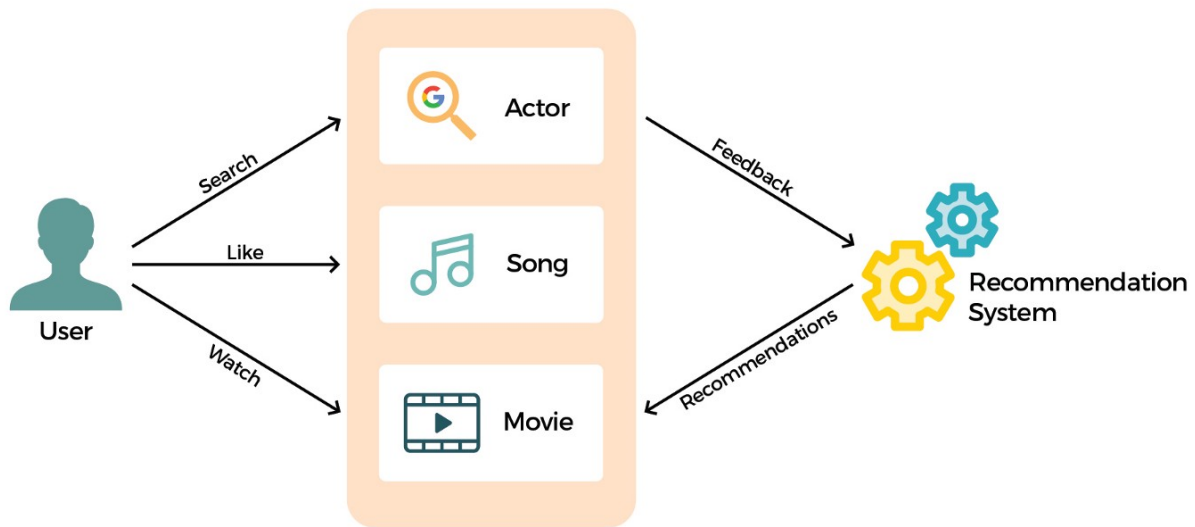 Actor
Search
Feedback
Like
Song
User
Recommendation
System
Watch
Recommendations
Movie